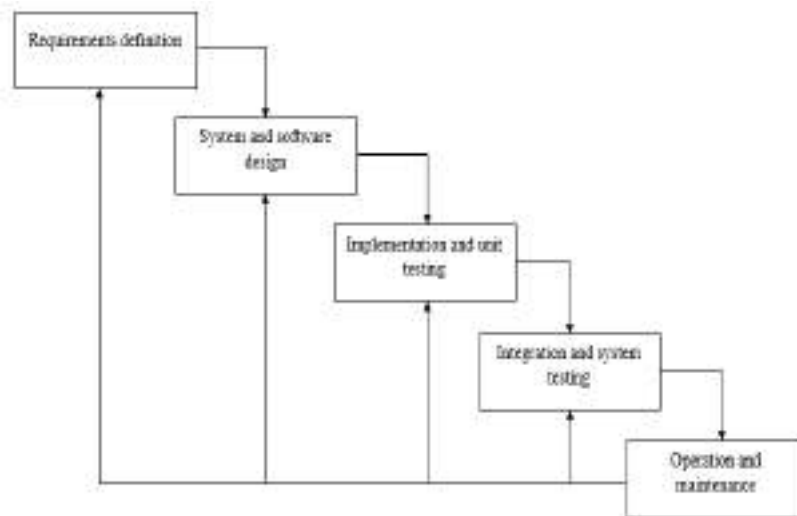 Requirements definition
System and software
design
Implementation and unit
testing
Integration and system
testing
Operation and
maintenance